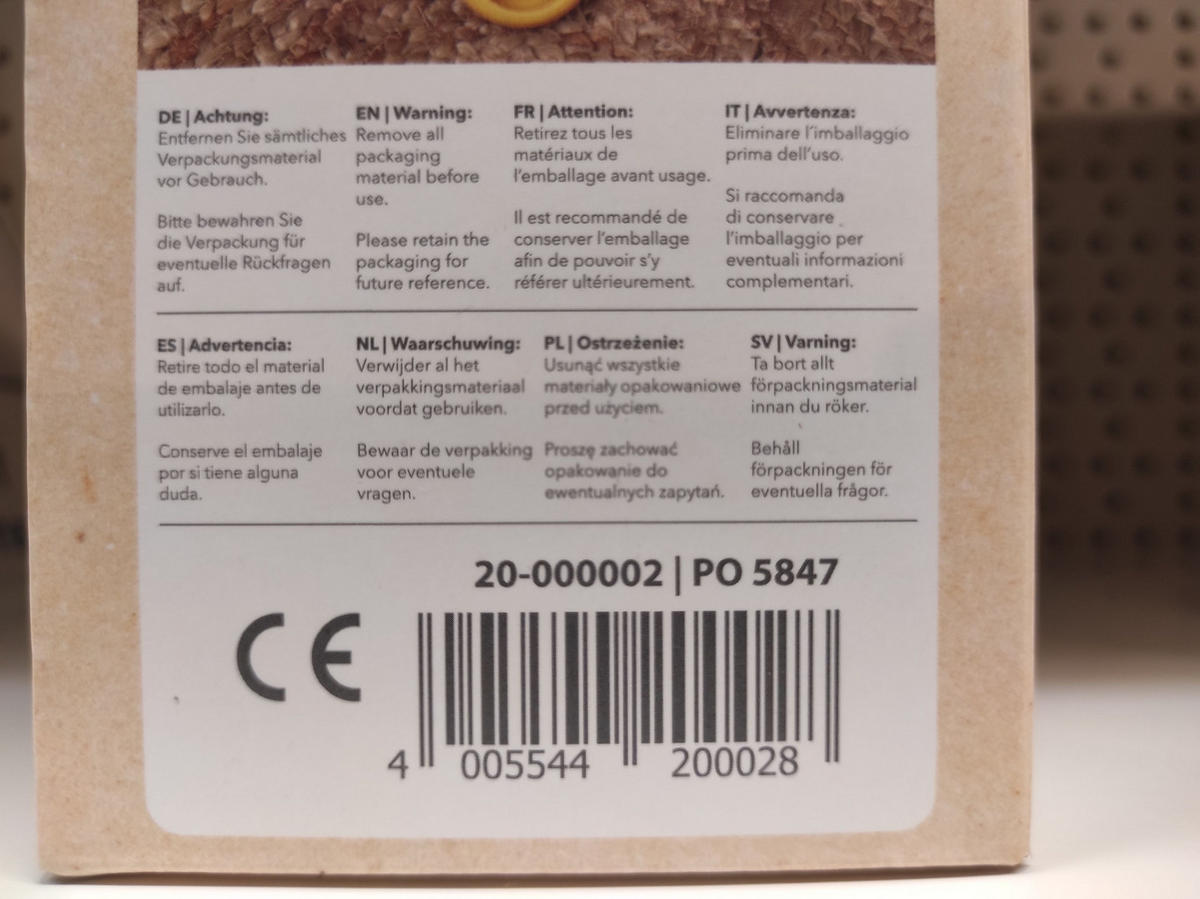 DE | Achtung:
Entfernen Sie sämtliches
Verpackungsmaterial
vor Gebrauch.
Bitte bewahren Sie
die Verpackung für
eventuelle Rückfragen
auf.
EN | Warning:
Remove all
packaging
material before
use.
Please retain the
packaging for
future reference.
FR | Attention:
Retirez tous les
matériaux de
l'emballage avant usage.
Il est recommandé de
conserver l'emballage
afin de pouvoir s'y
référer ultérieurement.
IT | Avvertenza:
Eliminare l´imballaggio
prima dell'uso.
Si raccomanda
di conservare
l'imballaggio per
eventuali informazioni
complementari.
ES | Advertencia:
Retire todo el material
de embalaje antes de
utilizarlo.
Conserve el embalaje
por si tiene alguna
duda.
NL | Waarschuwing:
Verwijder al het
verpakkingsmateriaal
voordat gebruiken.
Bewaar de verpakking
voor eventuele
vragen.
PL | Ostrzeżenie:
Usunąć wszystkie
materiały opakowaniowe
przed użyciem.
Proszę zachować
opakowanie do
ewentualnych zapytań.
SV | Varning:
Ta bort allt
förpackningsmaterial
innan du röker.
Behåll
förpackningen för
eventuella frågor.
20-000002 | PO 5847
CE
4 005544 200028